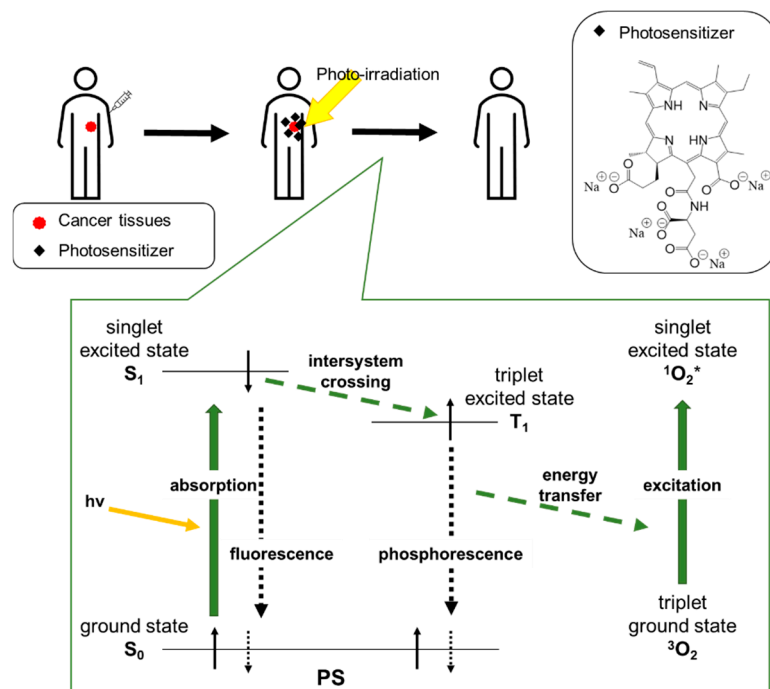 Photo-irradiation
Photosensitizer
Cancer tissues
Photosensitizer
NH
N
N
HN
O
O⊖
Na⊕
O
O⊖
Na⊕
O
NH
O
O⊖
Na⊕
O
O⊖
Na⊕
singlet
excited state
S₁
intersystem
crossing
triplet
excited state
T₁
singlet
excited state
¹O₂*
absorption
energy
transfer
excitation
hv
fluorescence
phosphorescence
ground state
S₀
triplet
ground state
³O₂
PS